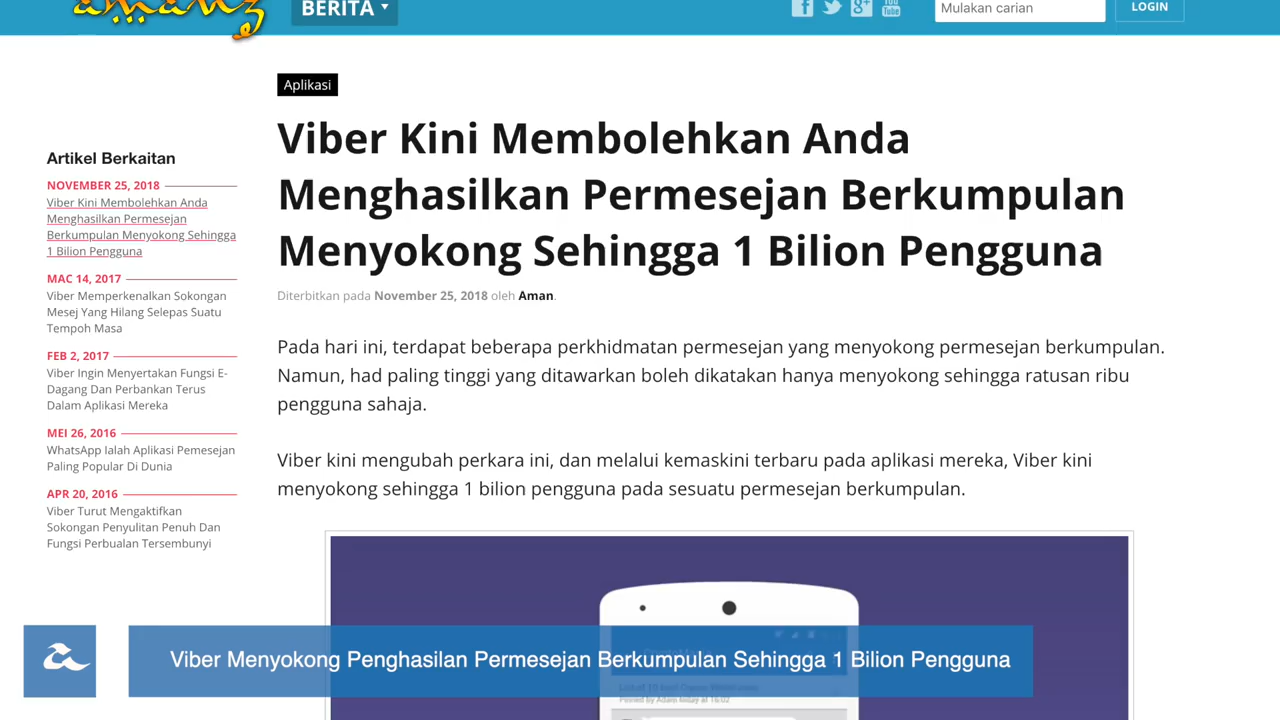 amanz
BERITA
Mulakan carian
LOGIN
Aplikasi
Viber Kini Membolehkan Anda
Menghasilkan Permesejan Berkumpulan
Menyokong Sehingga 1 Bilion Pengguna
Diterbitkan pada November 25, 2018 oleh Aman.
Artikel Berkaitan
NOVEMBER 25, 2018
Viber Kini Membolehkan Anda
Menghasilkan Permesejan
Berkumpulan Menyokong Sehingga
1 Bilion Pengguna
MAC 14, 2017
Viber Memperkenalkan Sokongan
Mesej Yang Hilang Selepas Suatu
Tempoh Masa
FEB 2, 2017
Viber Ingin Menyertakan Fungsi E-
Dagang Dan Perbankan Terus
Dalam Aplikasi Mereka
MEI 26, 2016
WhatsApp Ialah Aplikasi Pemesejan
Paling Popular Di Dunia
APR 20, 2016
Viber Turut Mengaktifkan
Sokongan Penyulitan Penuh Dan
Fungsi Perbualan Tersembunyi
Pada hari ini, terdapat beberapa perkhidmatan permesejan yang menyokong permesejan berkumpulan.
Namun, had paling tinggi yang ditawarkan boleh dikatakan hanya menyokong sehingga ratusan ribu
pengguna sahaja.
Viber kini mengubah perkara ini, dan melalui kemaskini terbaru pada aplikasi mereka, Viber kini
menyokong sehingga 1 bilion pengguna pada sesuatu permesejan berkumpulan.
Viber Menyokong Penghasilan Permesejan Berkumpulan Sehingga 1 Bilion Pengguna